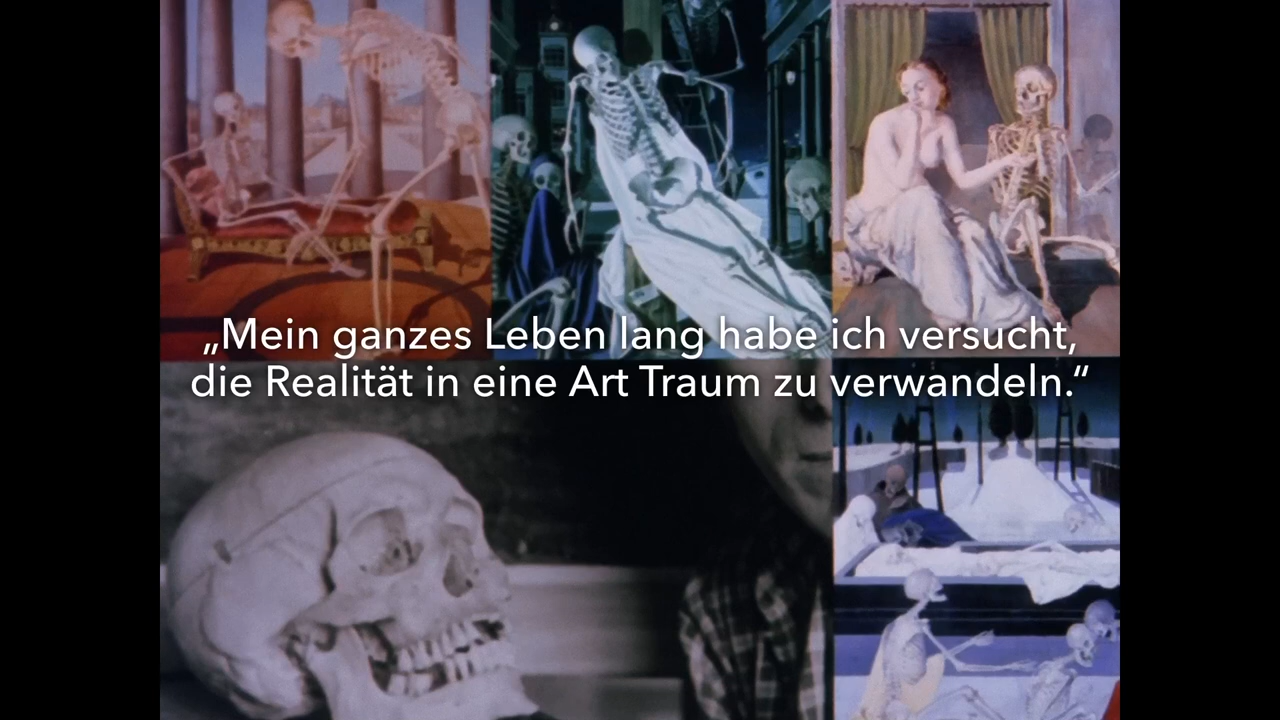 „Mein ganzes Leben lang habe ich versucht,
die Realität in eine Art Traum zu verwandeln.“